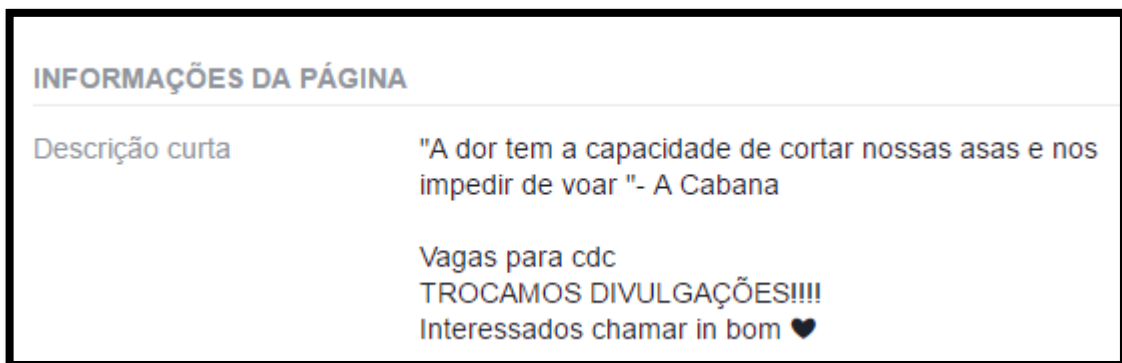 INFORMAÇÕES DA PÁGINA
Descrição curta
"A dor tem a capacidade de cortar nossas asas e nos
impedir de voar "- A Cabana
Vagas para cdc
TROCAMOS DIVULGAÇÕES!!!!
Interessados chamar in bom 🖤